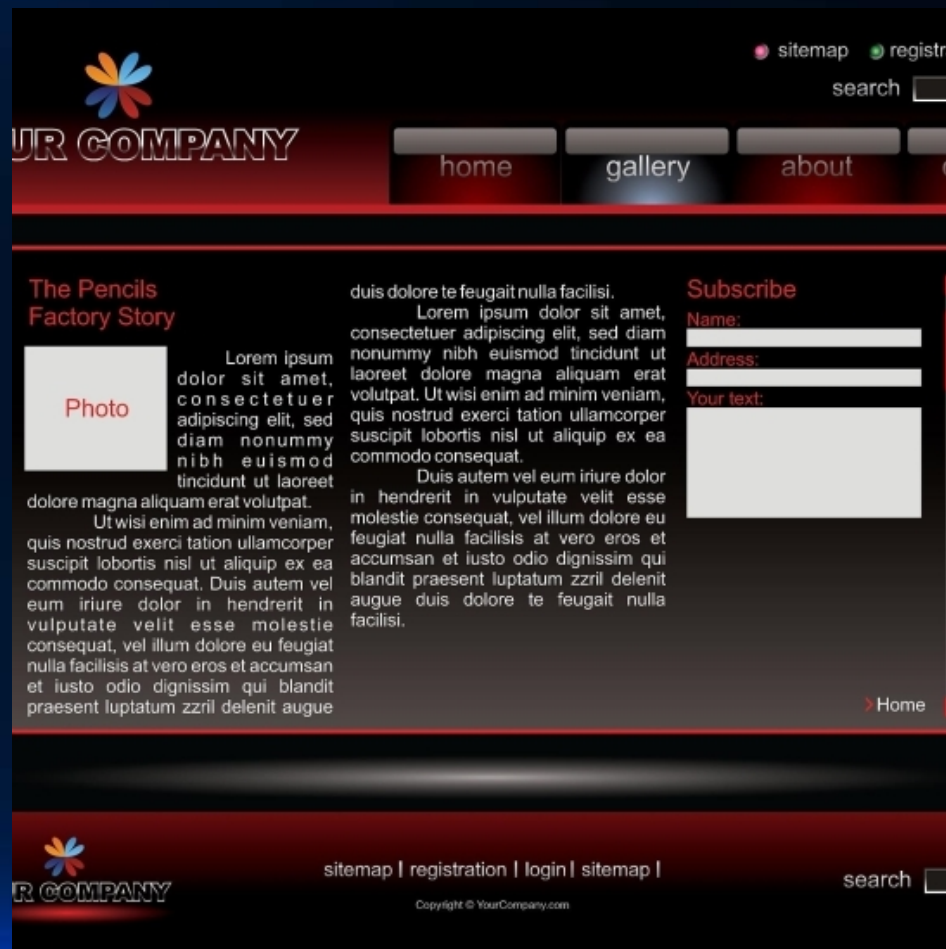 sitemap
search
UR COMPANY
home
gallery
about
The Pencils
Factory Story
Photo
Lorem ipsum
dolor sit amet,
consectetuer
adipiscing elit, sed
diam nonummy
nibh euismod
tincidunt ut laoreet
dolore magna aliquam erat volutpat.
Ut wisi enim ad minim veniam,
quis nostrud exerci tation ullamcorper
suscipit lobortis nisl ut aliquip ex ea
commodo consequat. Duis autem vel
eum iriure dolor in hendrerit in
vulputate velit esse molestie
consequat, vel illum dolore eu feugiat
nulla facilisis at vero eros et accumsan
et iusto odio dignissim qui blandit
praesent luptatum zzril delenit augue
duis dolore te feugait nulla facilisi.
Lorem ipsum dolor sit amet,
consectetuer adipiscing elit, sed diam
nonummy nibh euismod tincidunt ut
laoreet dolore magna aliquam erat
volutpat. Ut wisi enim ad minim veniam,
quis nostrud exerci tation ullamcorper
suscipit lobortis nisl ut aliquip ex ea
commodo consequat.
Duis autem vel eum iriure dolor
in hendrerit in vulputate velit esse
molestie consequat, vel illum dolore eu
feugiat nulla facilisis at vero eros et
accumsan et iusto odio dignissim qui
blandit praesent luptatum zzril delenit
augue duis dolore te feugait nulla
facilisi.
Subscribe
Name:
Address:
Your text:
>Home
R COMPANY
sitemap | registration | login | sitemap |
Copyright © YourCompany.com
search